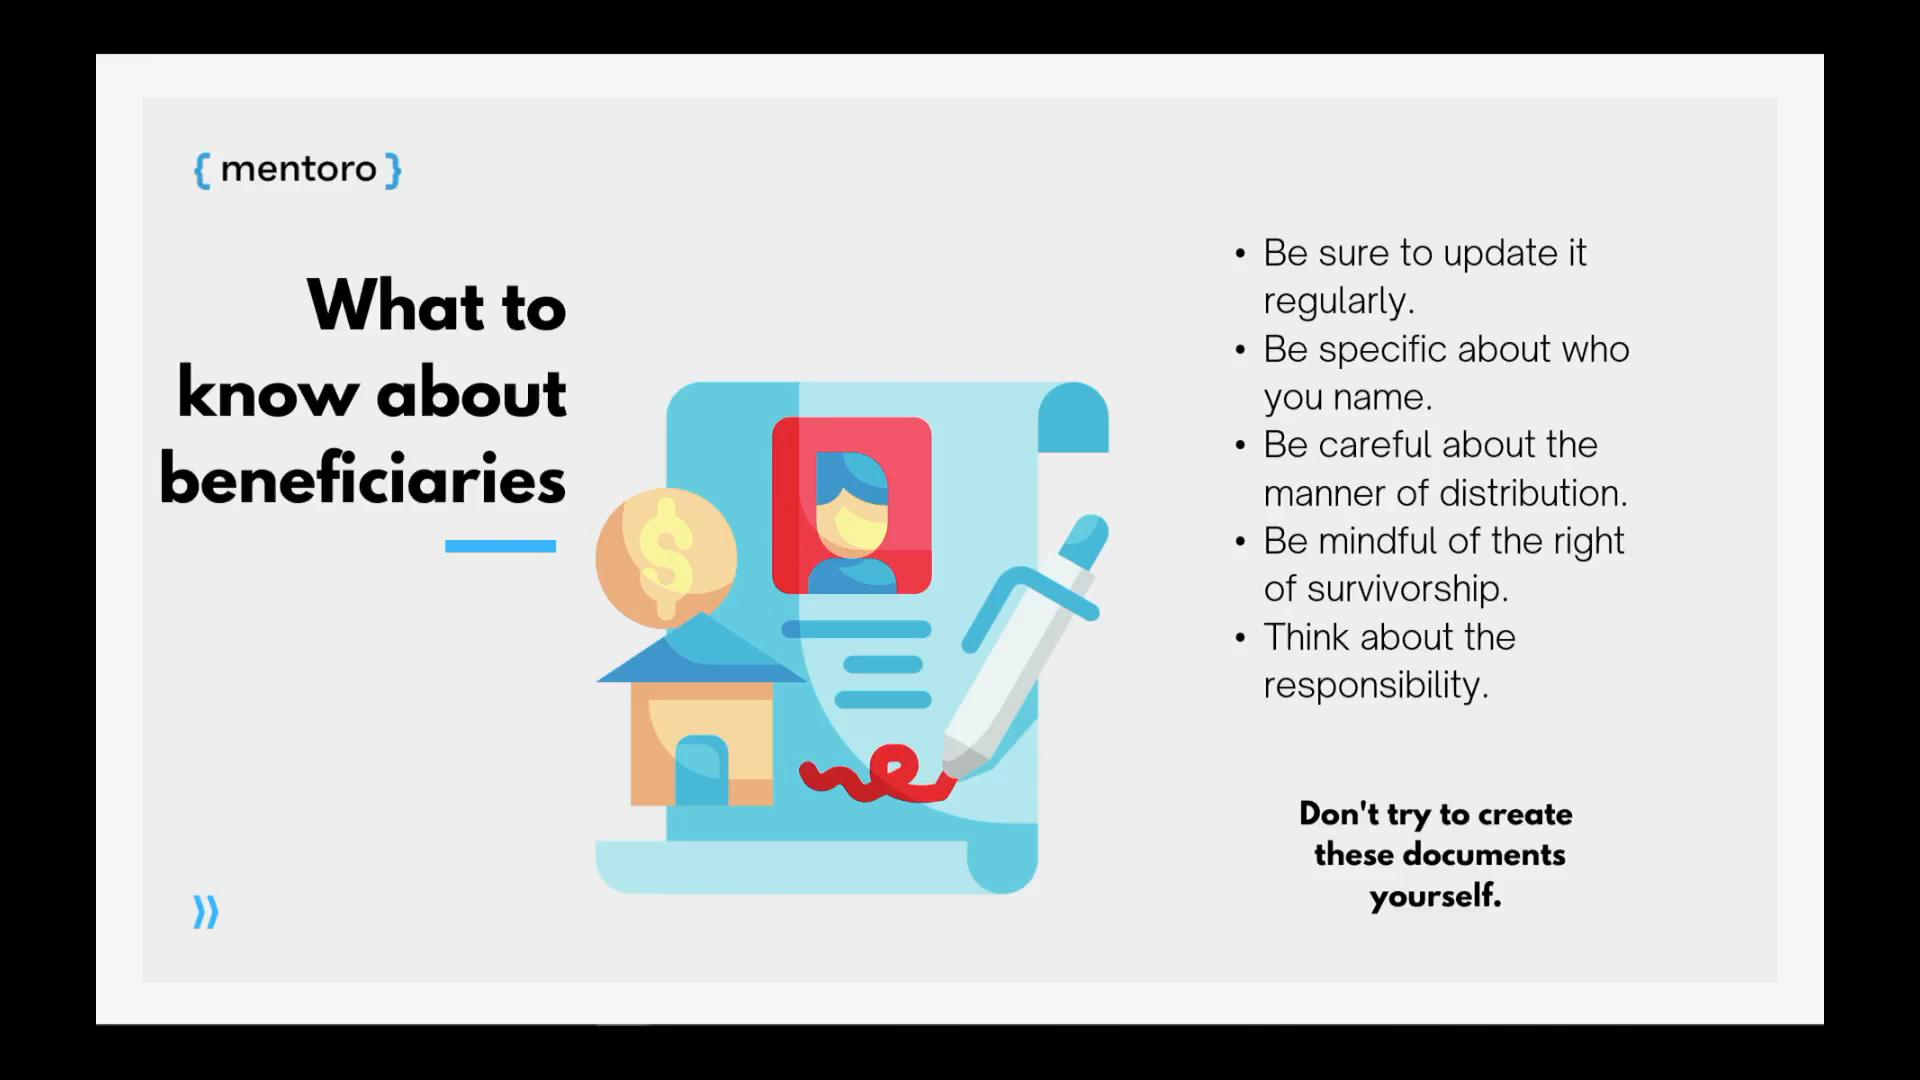 { mentoro }
What to
know about
beneficiaries
• Be sure to update it
regularly.
• Be specific about who
you name.
• Be careful about the
manner of distribution.
• Be mindful of the right
of survivorship.
• Think about the
responsibility.
Don't try to create
these documents
yourself.